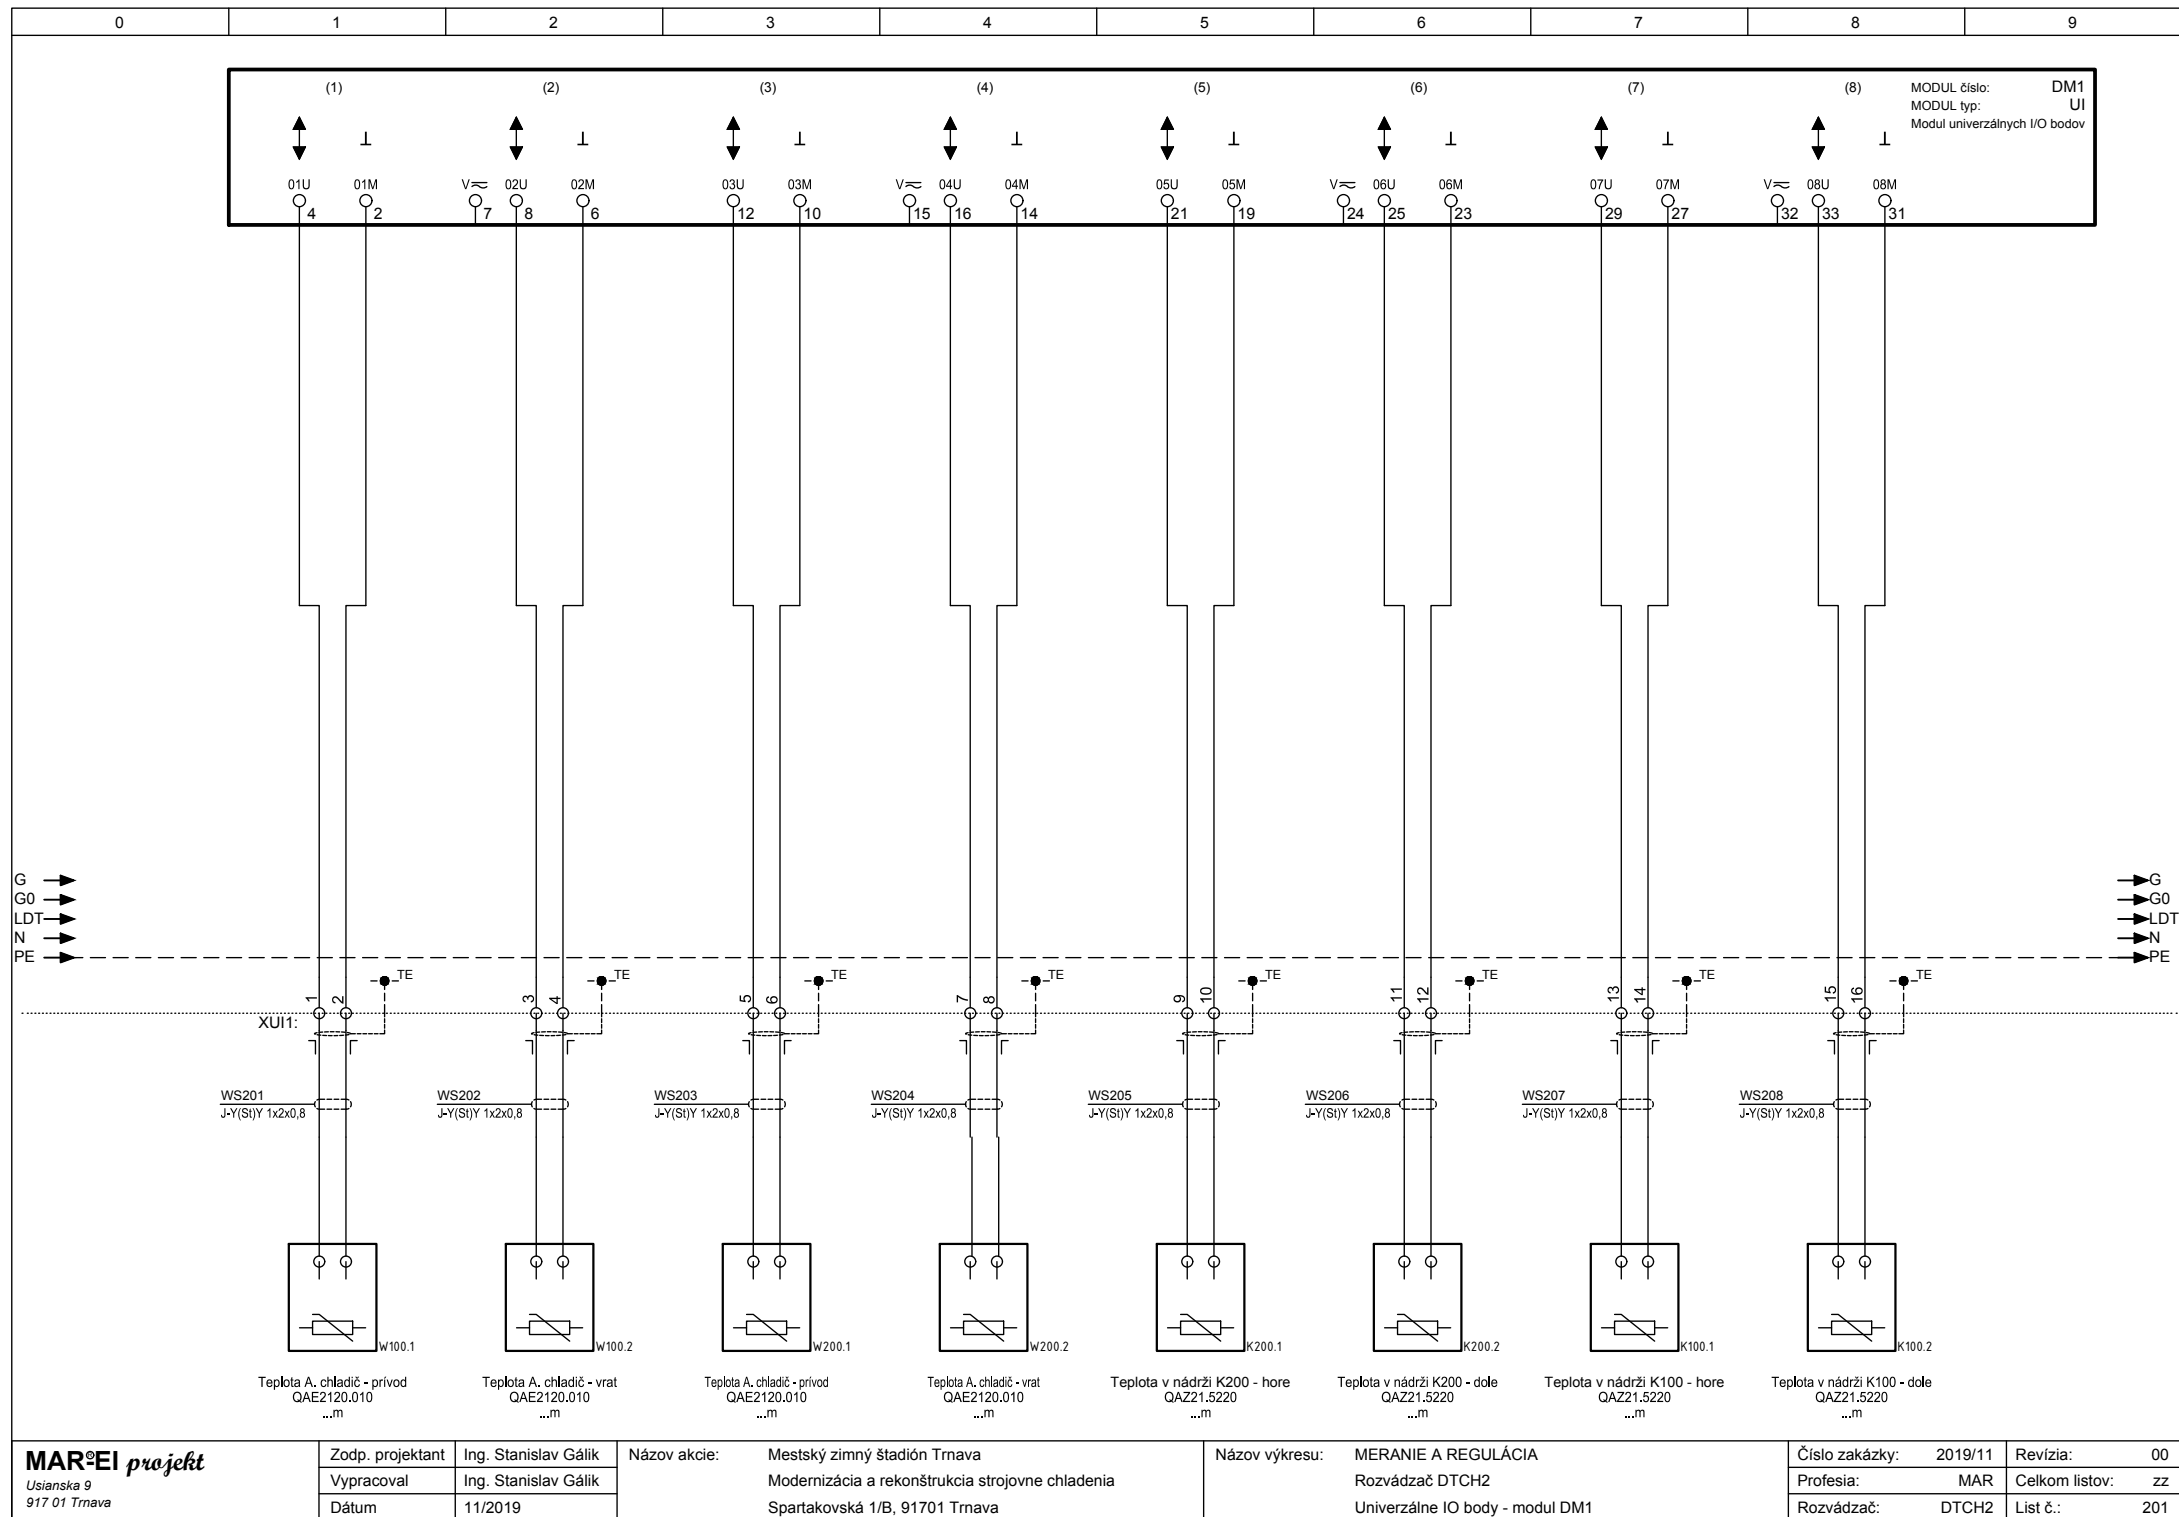 0 1 2 3 4 5 6 7 8 9
(1) (2) (3) (4) (5) (6) (7) (8)
MODUL číslo: DM1
MODUL typ: UI
Modul univerzálnych I/O bodov
01U 01M V 02U 02M 03U 03M V 04U 04M 05U 05M V 06U 06M 07U 07M V 08U 08M
4 2 7 8 6 12 10 15 16 14 21 19 24 25 23 29 27 32 33 31
G G
G0 G0
LDT LDT
N N
PE PE
TE TE TE TE TE TE TE TE
1 2 3 4 5 6 7 8 9 10 11 12 13 14 15 16
XUI1:
WS201 WS202 WS203 WS204 WS205 WS206 WS207 WS208
J-Y(St)Y 1x2x0,8 J-Y(St)Y 1x2x0,8 J-Y(St)Y 1x2x0,8 J-Y(St)Y 1x2x0,8 J-Y(St)Y 1x2x0,8 J-Y(St)Y 1x2x0,8 J-Y(St)Y 1x2x0,8 J-Y(St)Y 1x2x0,8
W100.1 W100.2 W200.1 W200.2 K200.1 K200.2 K100.1 K100.2
Teplota A. chladič - prívod Teplota A. chladič - vrat Teplota A. chladič - prívod Teplota A. chladič - vrat Teplota v nádrži K200 - hore Teplota v nádrži K200 - dole Teplota v nádrži K100 - hore Teplota v nádrži K100 - dole
QAE2120.010 QAE2120.010 QAE2120.010 QAE2120.010 QAZ21.5220 QAZ21.5220 QAZ21.5220 QAZ21.5220
...m ...m ...m ...m ...m ...m ...m ...m
MAR-EI projekt
Usianska 9
917 01 Trnava
Zodp. projektant Ing. Stanislav Gálik
Vypracoval Ing. Stanislav Gálik
Dátum 11/2019
Názov akcie: Mestský zimný štadión Trnava
Modernizácia a rekonštrukcia strojovne chladenia
Spartakovská 1/B, 91701 Trnava
Názov výkresu: MERANIE A REGULÁCIA
Rozvádzač DTCH2
Univerzálne IO body - modul DM1
Číslo zakázky: 2019/11 Revízia: 00
Profesia: MAR Celkom listov: zz
Rozvádzač: DTCH2 List č.: 201